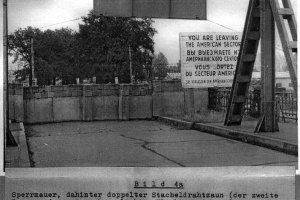 YOU ARE LEAVING
THE AMERICAN SECTOR
ВЫ ВЫЕЗЖАЕТЕ ИЗ
АМЕРИКАНСКОГО СЕКТОРА
VOUS SORTEZ
DU SECTEUR AMÉRICAIN
Bild 4a
Sperrmauer, dahinter doppelter Stacheldrahtzaun (der zweite